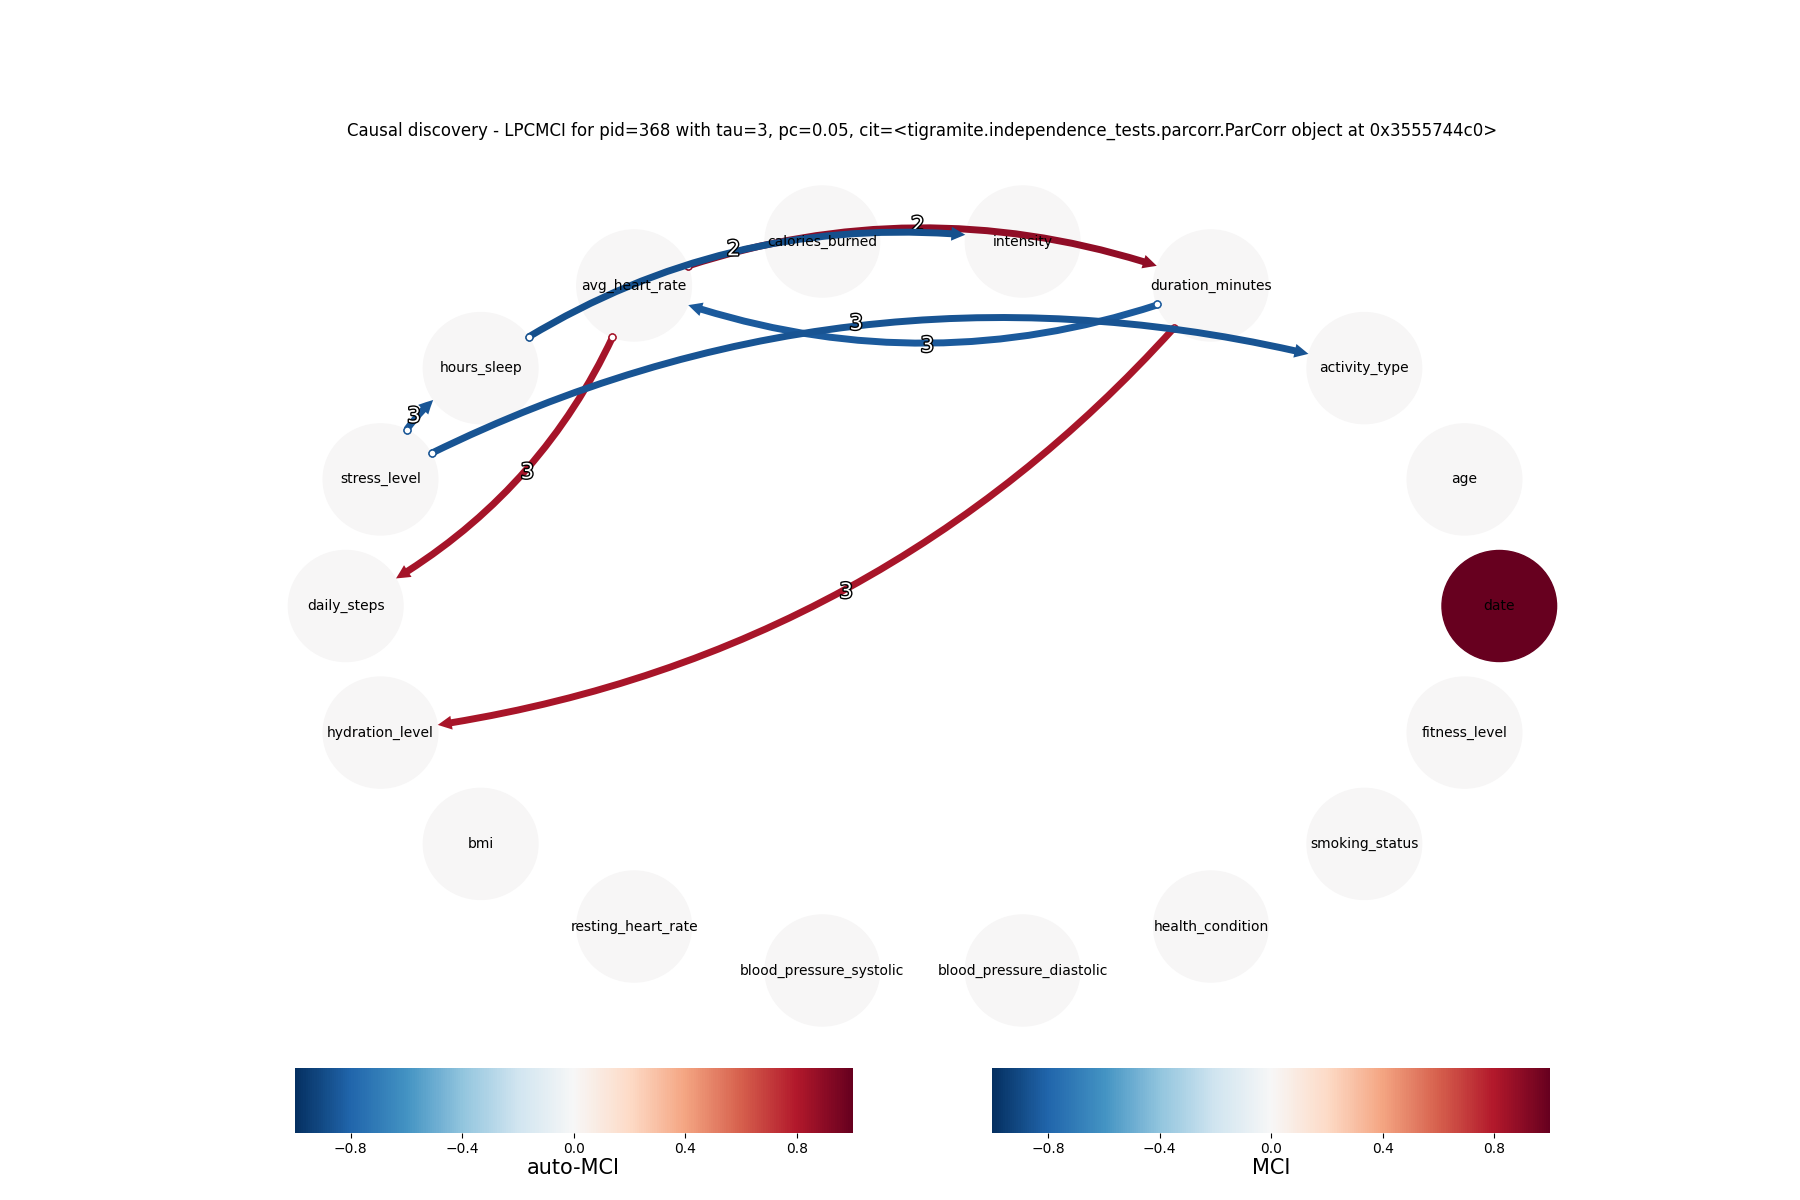 Causal discovery - LPCMCI for pid=368 with tau=3, pc=0.05, cit=<tigramite.independence_tests.parcorr.ParCorr object at 0x3555744c0>
2
calories_burned
intensity
2
avg_heart_rate
duration_minutes
3
3
hours_sleep
activity_type
3
stress_level
age
3
daily_steps
date
3
hydration_level
fitness_level
bmi
smoking_status
resting_heart_rate
health_condition
blood_pressure_systolic
blood_pressure_diastolic
−0.8 −0.4 0.0 0.4 0.8
auto-MCI
−0.8 −0.4 0.0 0.4 0.8
MCI